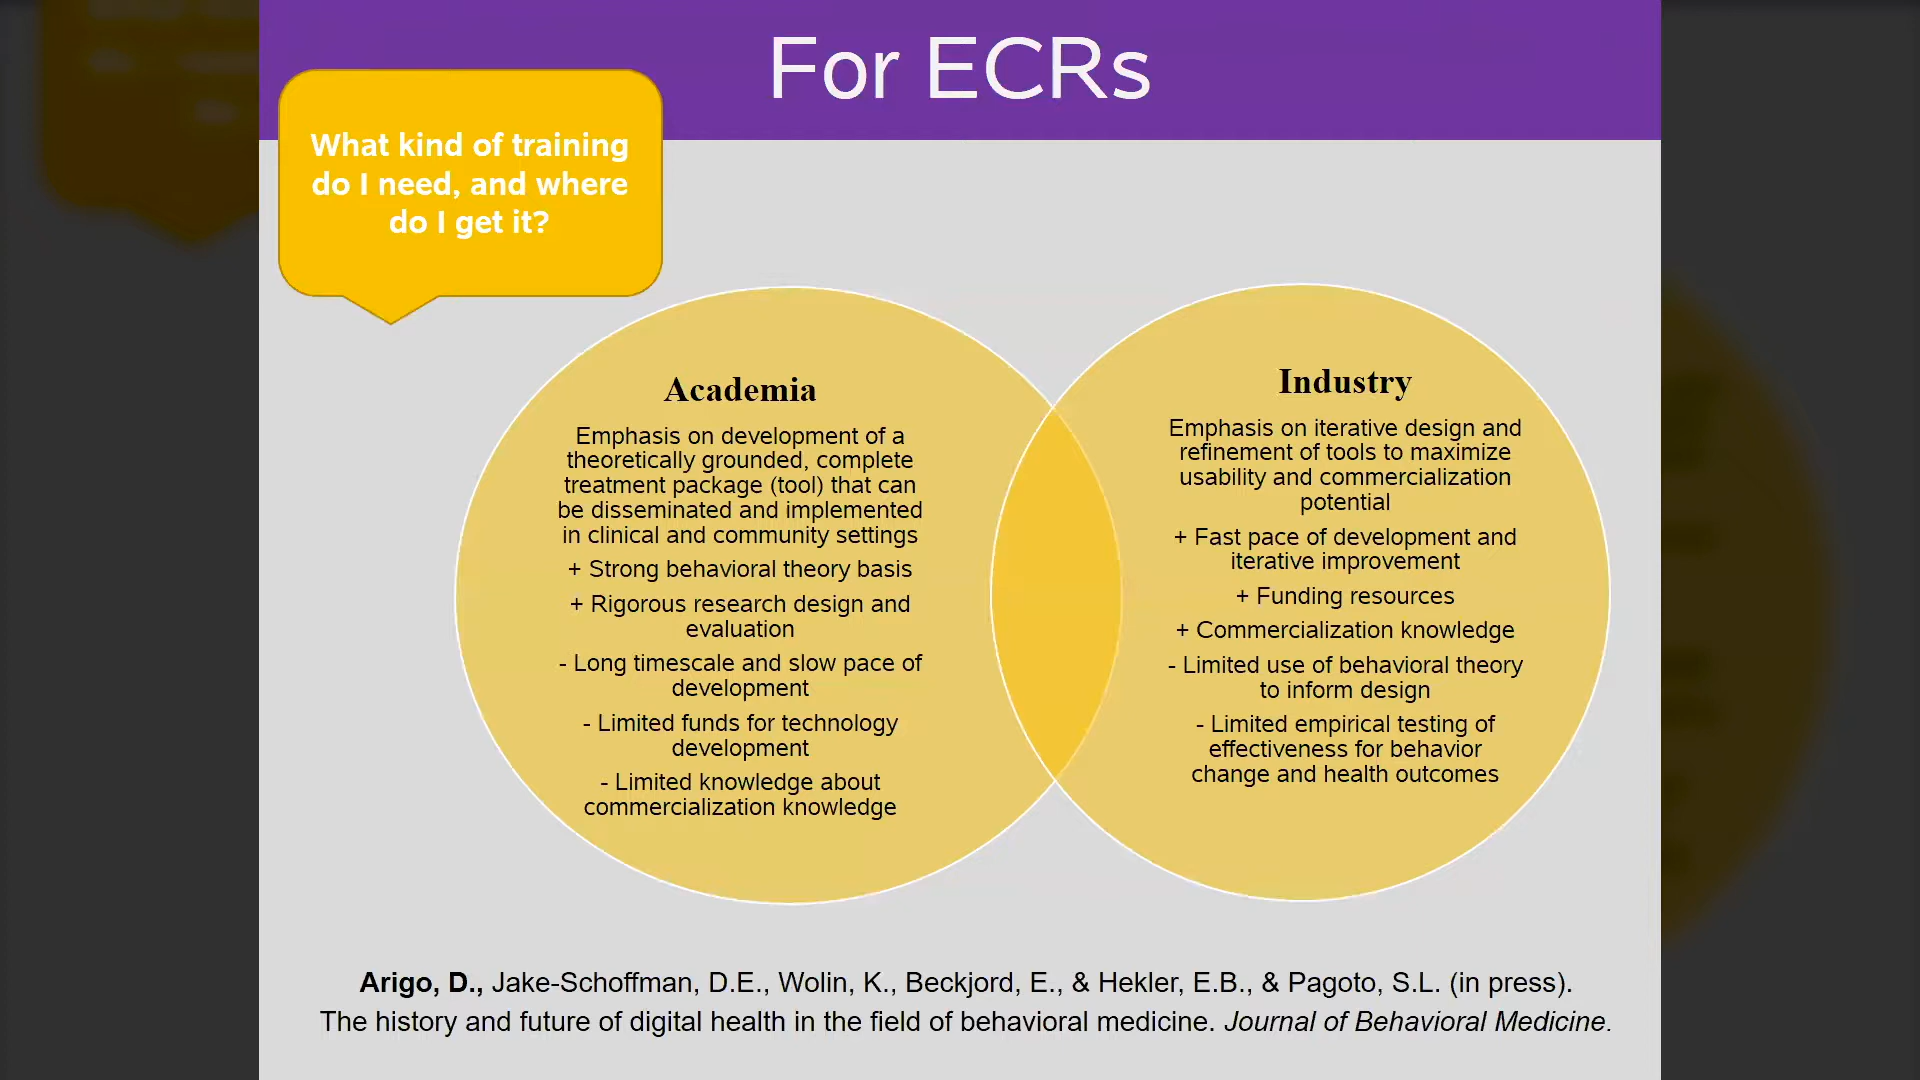 For ECRs
What kind of training
do I need, and where
do I get it?
Academia
Emphasis on development of a
theoretically grounded, complete
treatment package (tool) that can
be disseminated and implemented
in clinical and community settings
+ Strong behavioral theory basis
+ Rigorous research design and
evaluation
- Long timescale and slow pace of
development
- Limited funds for technology
development
- Limited knowledge about
commercialization knowledge
Industry
Emphasis on iterative design and
refinement of tools to maximize
usability and commercialization
potential
+ Fast pace of development and
iterative improvement
+ Funding resources
+ Commercialization knowledge
- Limited use of behavioral theory
to inform design
- Limited empirical testing of
effectiveness for behavior
change and health outcomes
Arigo, D., Jake-Schoffman, D.E., Wolin, K., Beckjord, E., & Hekler, E.B., & Pagoto, S.L. (in press).
The history and future of digital health in the field of behavioral medicine. Journal of Behavioral Medicine.